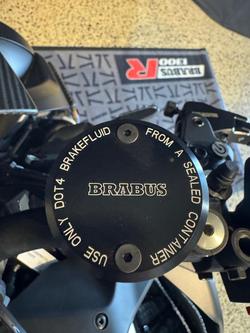 BRABUS
1300
R
USE ONLY DOT4 BRAKEFLUID FROM A SEALED CONTAINER
BRABUS